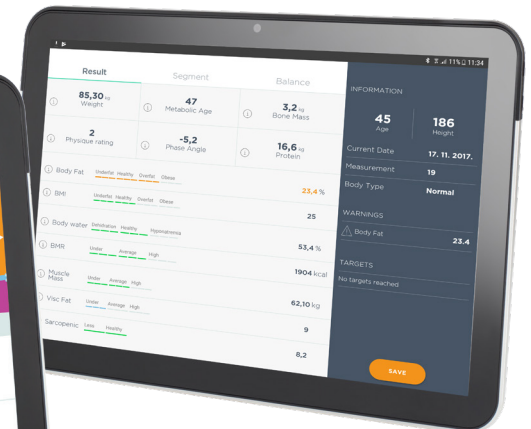 11% 11:34
Result Segment Balance
85,30 kg
Weight
47
Metabolic Age
3,2 kg
Bone Mass
2
Physique rating
-5,2
Phase Angle
16,6 kg
Protein
Body Fat Underfat Healthy Overfat Obese 23,4 %
BMI Underfat Healthy Overfat Obese 25
Body water Dehidration Healthy Hyponatremia 53,4 %
BMR Under Average High 1904 kcal
Muscle Mass Under Average High 62,10 kg
Visc Fat Under Average High 9
Sarcopenic Less Healthy 8,2
INFORMATION
45 186
Age Height
Current Date 17. 11. 2017.
Measurement 19
Body Type Normal
WARNINGS
Body Fat 23.4
TARGETS
No targets reached
SAVE